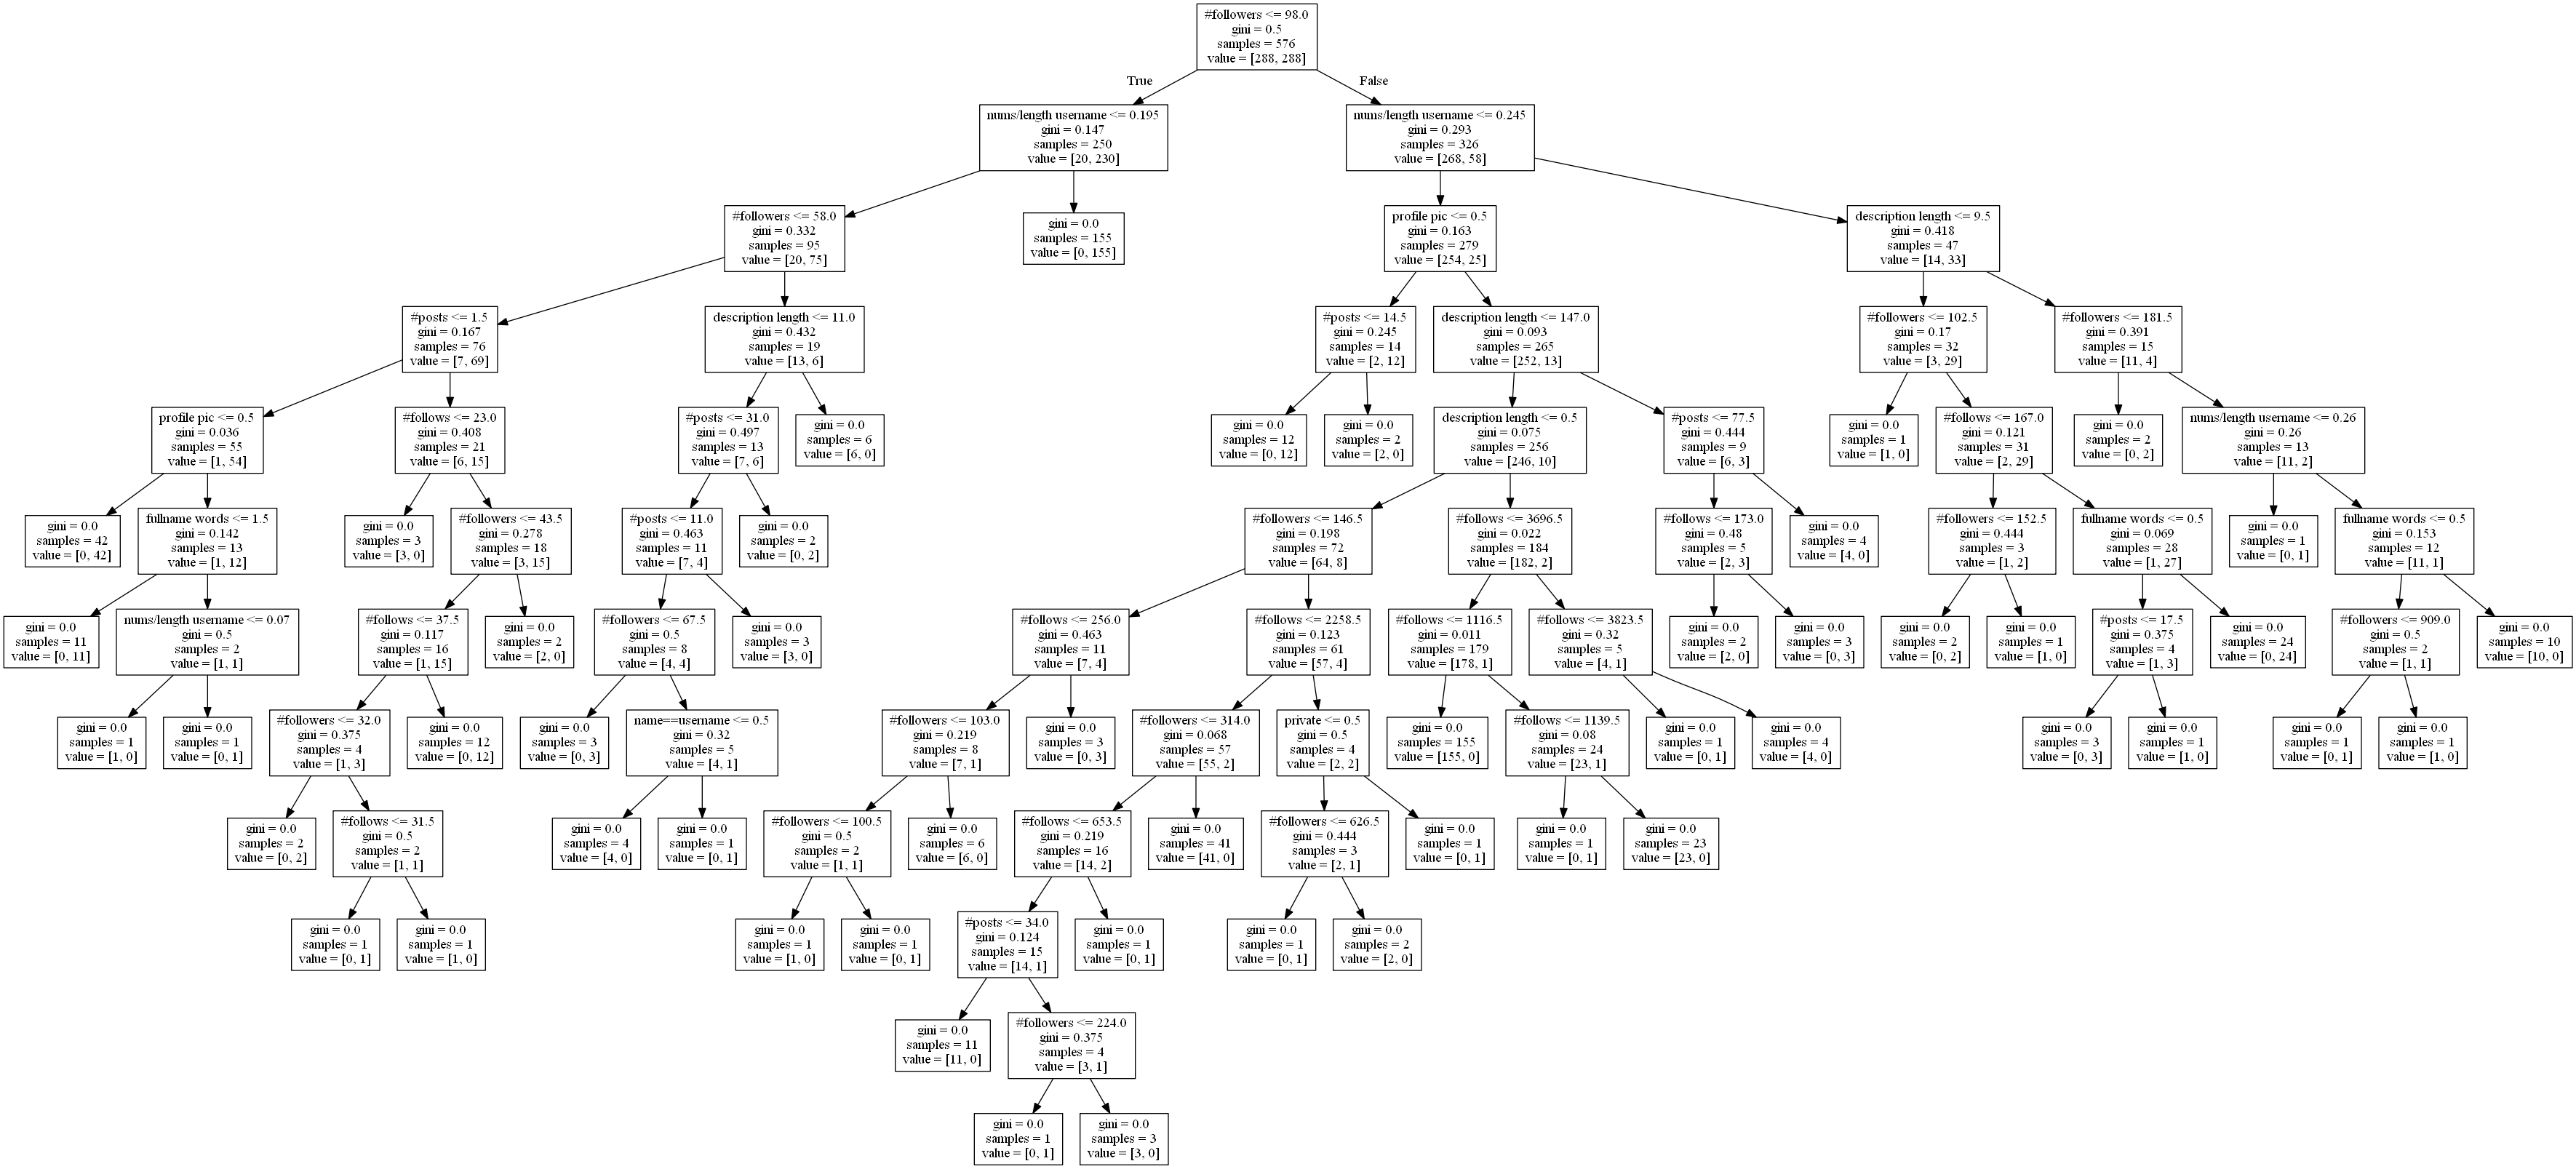 #followers <= 98.0
gini = 0.5
samples = 576
value = [288, 288]
True
False
nums/length username <= 0.195
gini = 0.147
samples = 250
value = [20, 230]
nums/length username <= 0.245
gini = 0.293
samples = 326
value = [268, 58]
#followers <= 58.0
gini = 0.332
samples = 95
value = [20, 75]
gini = 0.0
samples = 155
value = [0, 155]
profile pic <= 0.5
gini = 0.163
samples = 279
value = [254, 25]
description length <= 9.5
gini = 0.418
samples = 47
value = [14, 33]
#posts <= 1.5
gini = 0.167
samples = 76
value = [7, 69]
description length <= 11.0
gini = 0.432
samples = 19
value = [13, 6]
#posts <= 14.5
gini = 0.245
samples = 14
value = [2, 12]
description length <= 147.0
gini = 0.093
samples = 265
value = [252, 13]
#followers <= 102.5
gini = 0.17
samples = 32
value = [3, 29]
#followers <= 181.5
gini = 0.391
samples = 15
value = [11, 4]
profile pic <= 0.5
gini = 0.036
samples = 55
value = [1, 54]
#follows <= 23.0
gini = 0.408
samples = 21
value = [6, 15]
#posts <= 31.0
gini = 0.497
samples = 13
value = [7, 6]
gini = 0.0
samples = 6
value = [6, 0]
gini = 0.0
samples = 12
value = [0, 12]
gini = 0.0
samples = 2
value = [2, 0]
description length <= 0.5
gini = 0.075
samples = 256
value = [246, 10]
#posts <= 77.5
gini = 0.444
samples = 9
value = [6, 3]
gini = 0.0
samples = 1
value = [1, 0]
#follows <= 167.0
gini = 0.121
samples = 31
value = [2, 29]
gini = 0.0
samples = 2
value = [0, 2]
nums/length username <= 0.26
gini = 0.26
samples = 13
value = [11, 2]
gini = 0.0
samples = 42
value = [0, 42]
fullname words <= 1.5
gini = 0.142
samples = 13
value = [1, 12]
gini = 0.0
samples = 3
value = [3, 0]
#followers <= 43.5
gini = 0.278
samples = 18
value = [3, 15]
#posts <= 11.0
gini = 0.463
samples = 11
value = [7, 4]
gini = 0.0
samples = 2
value = [0, 2]
#followers <= 146.5
gini = 0.198
samples = 72
value = [64, 8]
#follows <= 3696.5
gini = 0.022
samples = 184
value = [182, 2]
#follows <= 173.0
gini = 0.48
samples = 5
value = [2, 3]
gini = 0.0
samples = 4
value = [4, 0]
#followers <= 152.5
gini = 0.444
samples = 3
value = [1, 2]
fullname words <= 0.5
gini = 0.069
samples = 28
value = [1, 27]
gini = 0.0
samples = 1
value = [0, 1]
fullname words <= 0.5
gini = 0.153
samples = 12
value = [11, 1]
gini = 0.0
samples = 11
value = [0, 11]
nums/length username <= 0.07
gini = 0.5
samples = 2
value = [1, 1]
#follows <= 37.5
gini = 0.117
samples = 16
value = [1, 15]
gini = 0.0
samples = 2
value = [2, 0]
#followers <= 67.5
gini = 0.5
samples = 8
value = [4, 4]
gini = 0.0
samples = 3
value = [3, 0]
#follows <= 256.0
gini = 0.463
samples = 11
value = [7, 4]
#follows <= 2258.5
gini = 0.123
samples = 61
value = [57, 4]
#follows <= 1116.5
gini = 0.011
samples = 179
value = [178, 1]
#follows <= 3823.5
gini = 0.32
samples = 5
value = [4, 1]
gini = 0.0
samples = 2
value = [2, 0]
gini = 0.0
samples = 3
value = [0, 3]
gini = 0.0
samples = 2
value = [0, 2]
gini = 0.0
samples = 1
value = [1, 0]
#posts <= 17.5
gini = 0.375
samples = 4
value = [1, 3]
gini = 0.0
samples = 24
value = [0, 24]
#followers <= 909.0
gini = 0.5
samples = 2
value = [1, 1]
gini = 0.0
samples = 10
value = [10, 0]
gini = 0.0
samples = 1
value = [1, 0]
gini = 0.0
samples = 1
value = [0, 1]
#followers <= 32.0
gini = 0.375
samples = 4
value = [1, 3]
gini = 0.0
samples = 12
value = [0, 12]
gini = 0.0
samples = 3
value = [0, 3]
name==username <= 0.5
gini = 0.32
samples = 5
value = [4, 1]
#followers <= 103.0
gini = 0.219
samples = 8
value = [7, 1]
gini = 0.0
samples = 3
value = [0, 3]
#followers <= 314.0
gini = 0.068
samples = 57
value = [55, 2]
private <= 0.5
gini = 0.5
samples = 4
value = [2, 2]
gini = 0.0
samples = 155
value = [155, 0]
#follows <= 1139.5
gini = 0.08
samples = 24
value = [23, 1]
gini = 0.0
samples = 1
value = [0, 1]
gini = 0.0
samples = 4
value = [4, 0]
gini = 0.0
samples = 3
value = [0, 3]
gini = 0.0
samples = 1
value = [1, 0]
gini = 0.0
samples = 1
value = [0, 1]
gini = 0.0
samples = 1
value = [1, 0]
gini = 0.0
samples = 2
value = [0, 2]
#follows <= 31.5
gini = 0.5
samples = 2
value = [1, 1]
gini = 0.0
samples = 4
value = [4, 0]
gini = 0.0
samples = 1
value = [0, 1]
#followers <= 100.5
gini = 0.5
samples = 2
value = [1, 1]
gini = 0.0
samples = 6
value = [6, 0]
#follows <= 653.5
gini = 0.219
samples = 16
value = [14, 2]
gini = 0.0
samples = 41
value = [41, 0]
#followers <= 626.5
gini = 0.444
samples = 3
value = [2, 1]
gini = 0.0
samples = 1
value = [0, 1]
gini = 0.0
samples = 1
value = [0, 1]
gini = 0.0
samples = 23
value = [23, 0]
gini = 0.0
samples = 1
value = [0, 1]
gini = 0.0
samples = 1
value = [1, 0]
gini = 0.0
samples = 1
value = [1, 0]
gini = 0.0
samples = 1
value = [0, 1]
#posts <= 34.0
gini = 0.124
samples = 15
value = [14, 1]
gini = 0.0
samples = 1
value = [0, 1]
gini = 0.0
samples = 1
value = [0, 1]
gini = 0.0
samples = 2
value = [2, 0]
gini = 0.0
samples = 11
value = [11, 0]
#followers <= 224.0
gini = 0.375
samples = 4
value = [3, 1]
gini = 0.0
samples = 1
value = [0, 1]
gini = 0.0
samples = 3
value = [3, 0]